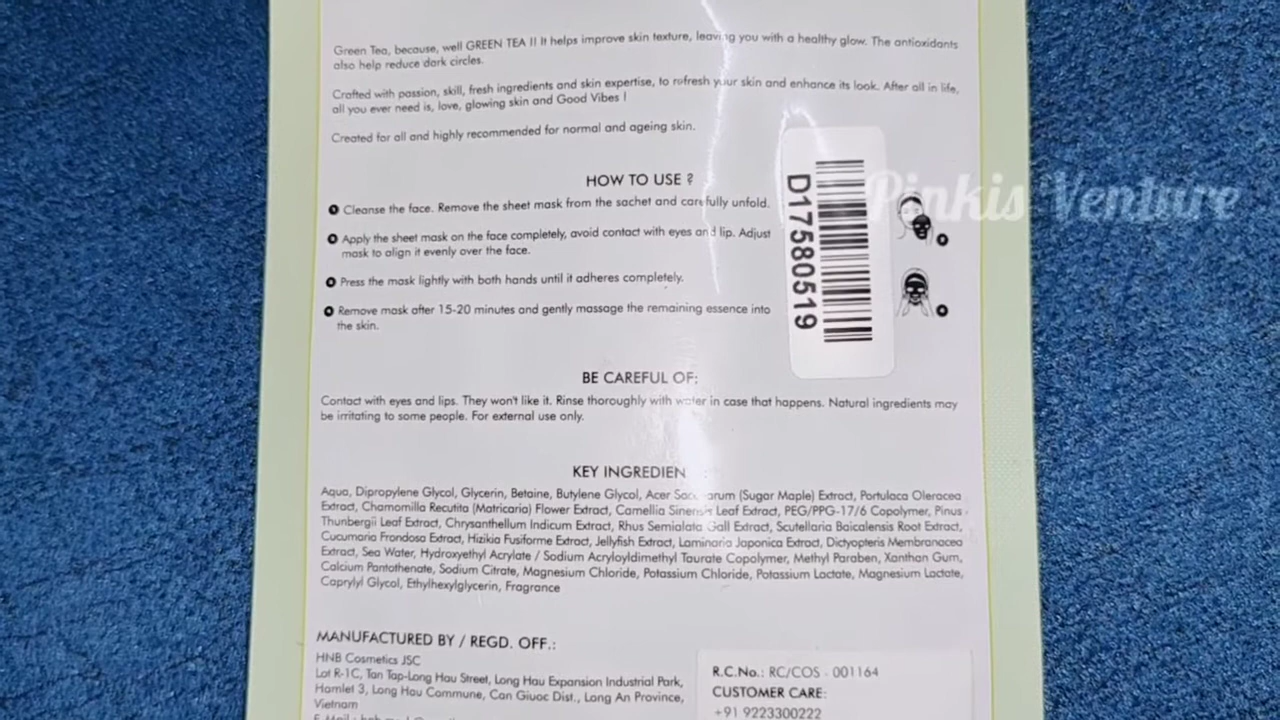 Green Tea, because, well GREEN TEA !! It helps improve skin texture, leaving you with a healthy glow. The antioxidants
also help reduce dark circles.
Crafted with passion, skill, fresh ingredients and skin expertise, to refresh your skin and enhance its look. After all in life,
all you ever need is, love, glowing skin and Good Vibes !
Created for all and highly recommended for normal and ageing skin.
HOW TO USE ?
Cleanse the face. Remove the sheet mask from the sachet and carefully unfold.
Apply the sheet mask on the face completely, avoid contact with eyes and lip. Adjust
mask to align it evenly over the face.
Press the mask lightly with both hands until it adheres completely.
Remove mask after 15-20 minutes and gently massage the remaining essence into
the skin.
D17580519
Pinkis Venture
BE CAREFUL OF:
Contact with eyes and lips. They won't like it. Rinse thoroughly with water in case that happens. Natural ingredients may
be irritating to some people. For external use only.
KEY INGREDIEN
Aqua, Dipropylene Glycol, Glycerin, Betaine, Butylene Glycol, Acer (Sugar Maple) Extract, Portulaca Oleracea
Extract, Chamomilla Recutita (Matricaria) Flower Extract, Camellia Sinensis Leaf Extract, PEG/PPG-17/6 Copolymer, Pinus
Thunbergii Leaf Extract, Chrysanthellum Indicum Extract, Rhus Semialata Gall Extract, Scutellaria Baicalensis Root Extract,
Cucumaria Frondosa Extract, Hizikia Fusiforme Extract, Jellyfish Extract, Laminaria Japonica Extract, Dictyopteris Membranacea
Extract, Sea Water, Hydroxyethyl Acrylate / Sodium Acryloyldimethyl Taurate Copolymer, Methyl Paraben, Xanthan Gum,
Calcium Pantothenate, Sodium Citrate, Magnesium Chloride, Potassium Chloride, Potassium Lactate, Magnesium Lactate,
Caprylyl Glycol, Ethylhexylglycerin, Fragrance
MANUFACTURED BY / REGD. OFF.:
HNB Cosmetics JSC
Lot R-1C, Tan Tap-Long Hau Street, Long Hau Expansion Industrial Park,
Hamlet 3, Long Hau Commune, Can Giuoc Dist., Long An Province,
Vietnam
R.C.No.: RC/COS - 001164
CUSTOMER CARE:
+91 9223300222